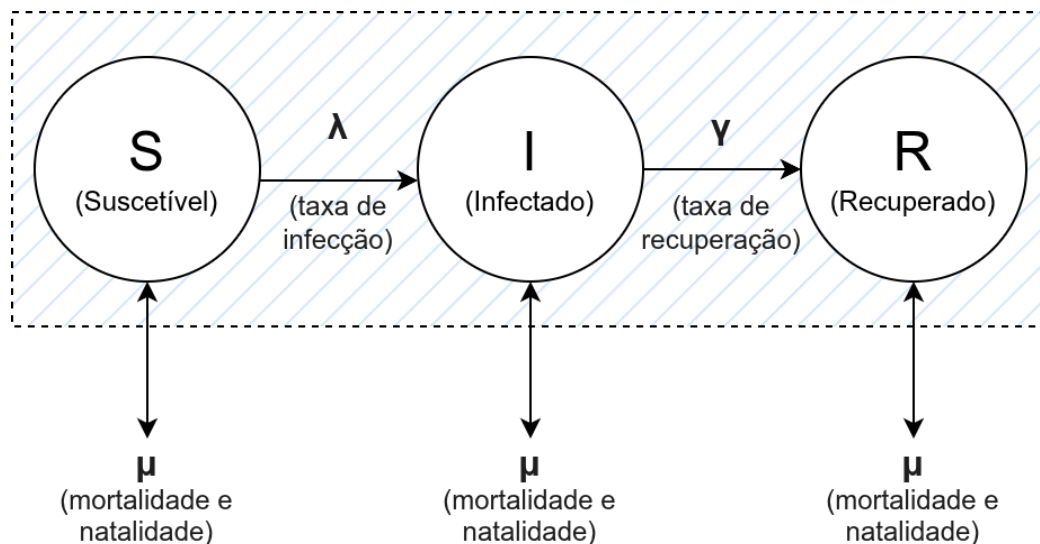 S
(Suscetível)
λ
(taxa de
infecção)
I
(Infectado)
γ
(taxa de
recuperação)
R
(Recuperado)
μ
(mortalidade e
natalidade)
μ
(mortalidade e
natalidade)
μ
(mortalidade e
natalidade)